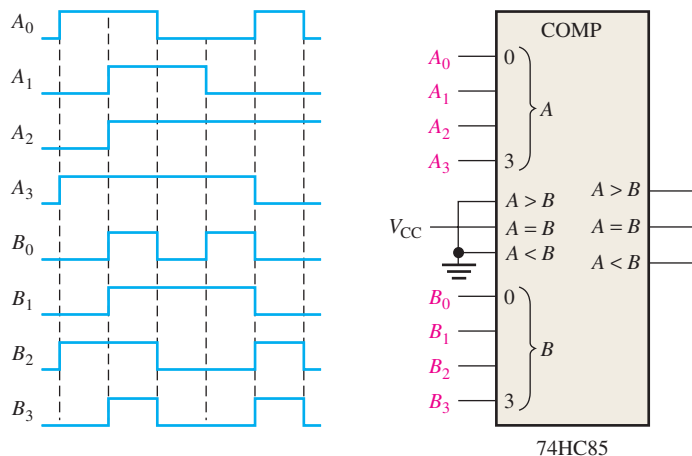 A₀
A₁
A₂
A₃
B₀
B₁
B₂
B₃
COMP
A₀ 0
A₁
A
A₂
A₃ 3
A > B A > B
V_CC A = B A = B
A < B A < B
B₀ 0
B₁
B
B₂
B₃ 3
74HC85